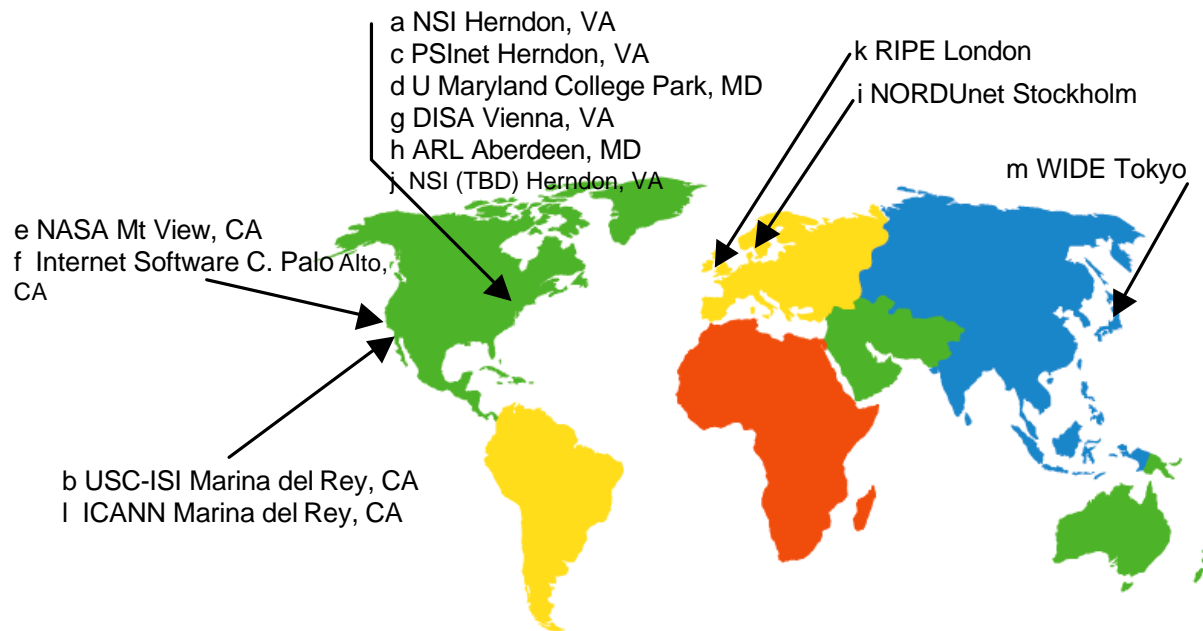 a NSI Herndon, VA
c PSInet Herndon, VA
d U Maryland College Park, MD
g DISA Vienna, VA
h ARL Aberdeen, MD
j NSI (TBD) Herndon, VA
k RIPE London
i NORDUnet Stockholm
m WIDE Tokyo
e NASA Mt View, CA
f Internet Software C. Palo Alto,
CA
b USC-ISI Marina del Rey, CA
l ICANN Marina del Rey, CA